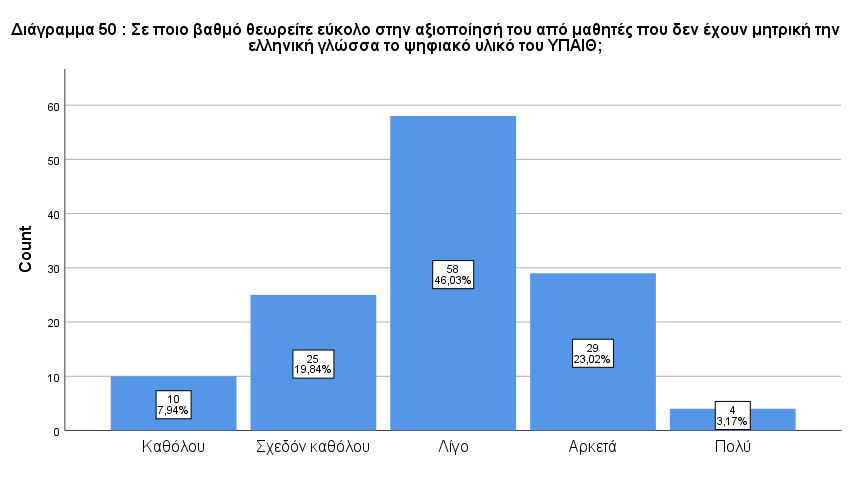 Διάγραμμα 50 : Σε ποιο βαθμό θεωρείτε εύκολο στην αξιοποίησή του από μαθητές που δεν έχουν μητρική την
ελληνική γλώσσα το ψηφιακό υλικό του ΥΠΑΙΘ;
Count
60
50
40
30
20
10
0
10
7,94%
25
19,84%
58
46,03%
29
23,02%
4
3,17%
Καθόλου
Σχεδόν καθόλου
Λίγο
Αρκετά
Πολύ